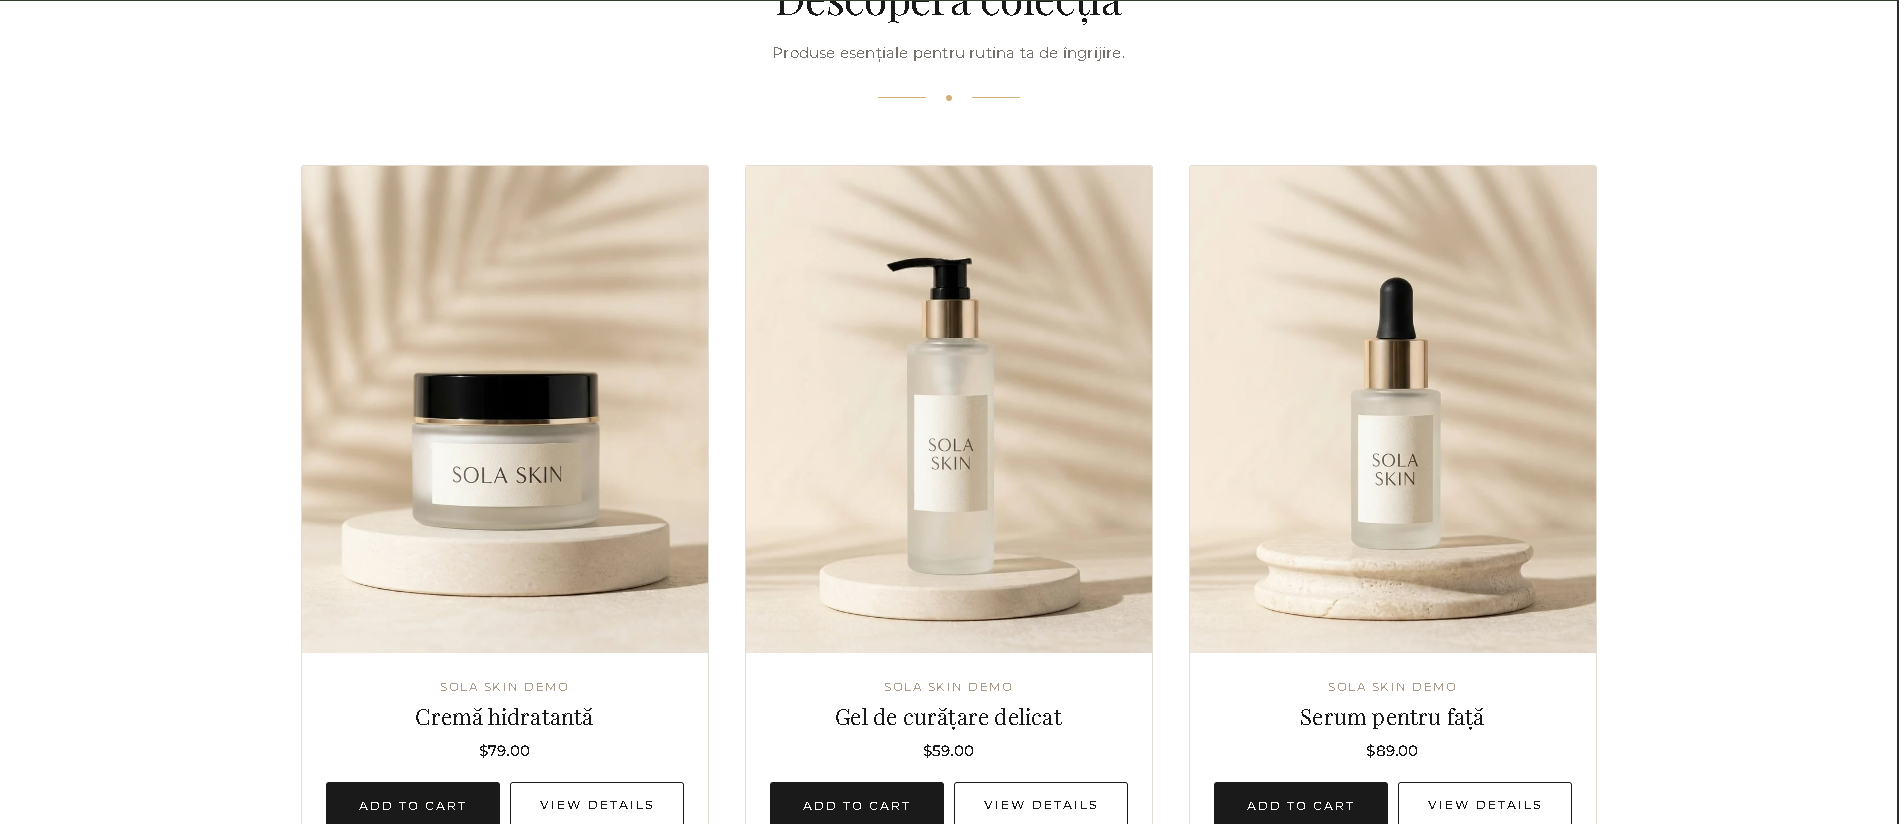 Descoperă colecția
Produse esențiale pentru rutina ta de îngrijire.
SOLA SKIN
SOLA
SKIN
SOLA
SKIN
SOLA SKIN DEMO
Cremă hidratantă
$79.00
ADD TO CART
VIEW DETAILS
SOLA SKIN DEMO
Gel de curățare delicat
$59.00
ADD TO CART
VIEW DETAILS
SOLA SKIN DEMO
Serum pentru față
$89.00
ADD TO CART
VIEW DETAILS